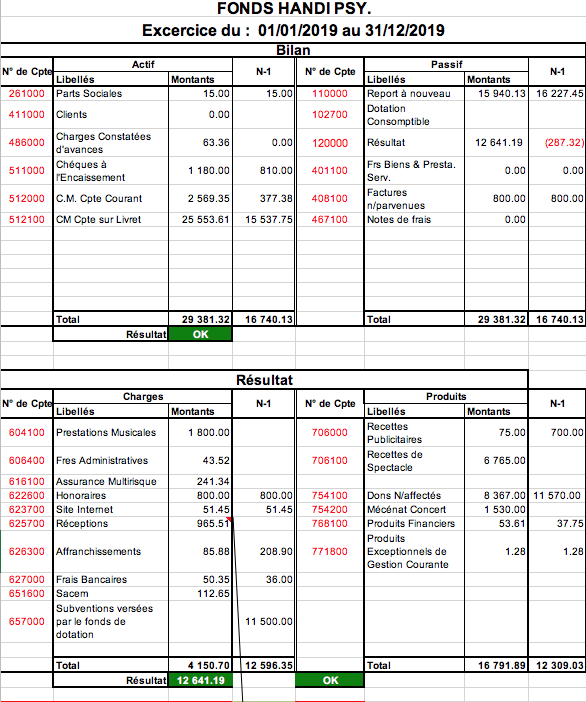 FONDS HANDI PSY.
Excercice du : 01/01/2019 au 31/12/2019
Bilan
N° de Cpte Actif N-1 N° de Cpte Passif N-1
Libellés Montants Libellés Montants
261000 Parts Sociales 15.00 15.00 110000 Report à nouveau 15 940.13 16 227.45
411000 Clients 0.00 102700 Dotation
Consomptible
486000 Charges Constatées
d'avances 63.36 0.00 120000 Résultat 12 641.19 (287.32)
511000 Chéques à
l'Encaissement 1 180.00 810.00 401100 Frs Biens & Presta.
Serv. 0.00 0.00
512000 C.M. Cpte Courant 2 569.35 377.38 408100 Factures
n/parvenues 800.00 800.00
512100 CM Cpte sur Livret 25 553.61 15 537.75 467100 Notes de frais 0.00
Total 29 381.32 16 740.13 Total 29 381.32 16 740.13
Résultat OK
Résultat
N° de Cpte Charges N-1 N° de Cpte Produits N-1
Libellés Montants Libellés Montants
604100 Prestations Musicales 1 800.00 706000 Recettes
Publicitaires 75.00 700.00
606400 Fres Administratives 43.52 706100 Recettes de
Spectacle 6 765.00
616100 Assurance Multirisque 241.34
622600 Honoraires 800.00 800.00 754100 Dons N/affectés 8 367.00 11 570.00
623700 Site Internet 51.45 51.45 754200 Mécénat Concert 1 530.00
625700 Réceptions 965.51 768100 Produits Financiers 53.61 37.75
626300 Affranchissements 85.88 208.90 771800 Produits
Exceptionnels de
Gestion Courante 1.28 1.28
627000 Frais Bancaires 50.35 36.00
651600 Sacem 112.65
657000 Subventions versées
par le fonds de
dotation 11 500.00
Total 4 150.70 12 596.35 Total 16 791.89 12 309.03
Résultat 12 641.19 OK